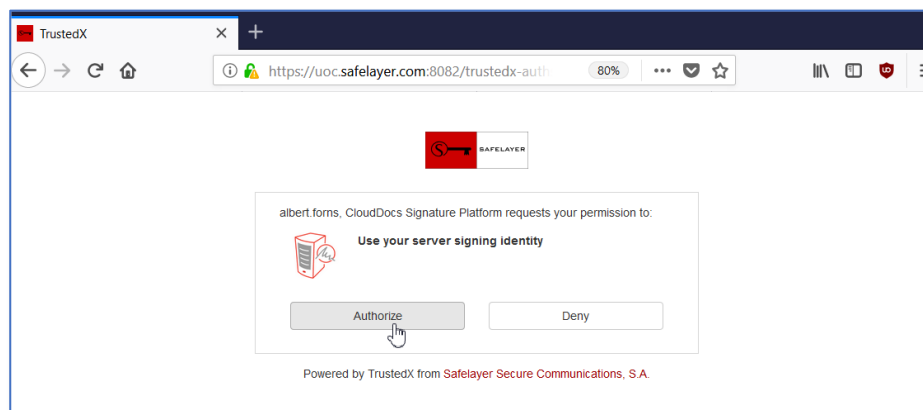 TrustedX
https://uoc.safelayer.com:8082/trustedx-auth
80%
S SAFELAYER
albert.forns, CloudDocs Signature Platform requests your permission to:
Use your server signing identity
Authorize
Deny
Powered by TrustedX from Safelayer Secure Communications, S.A.